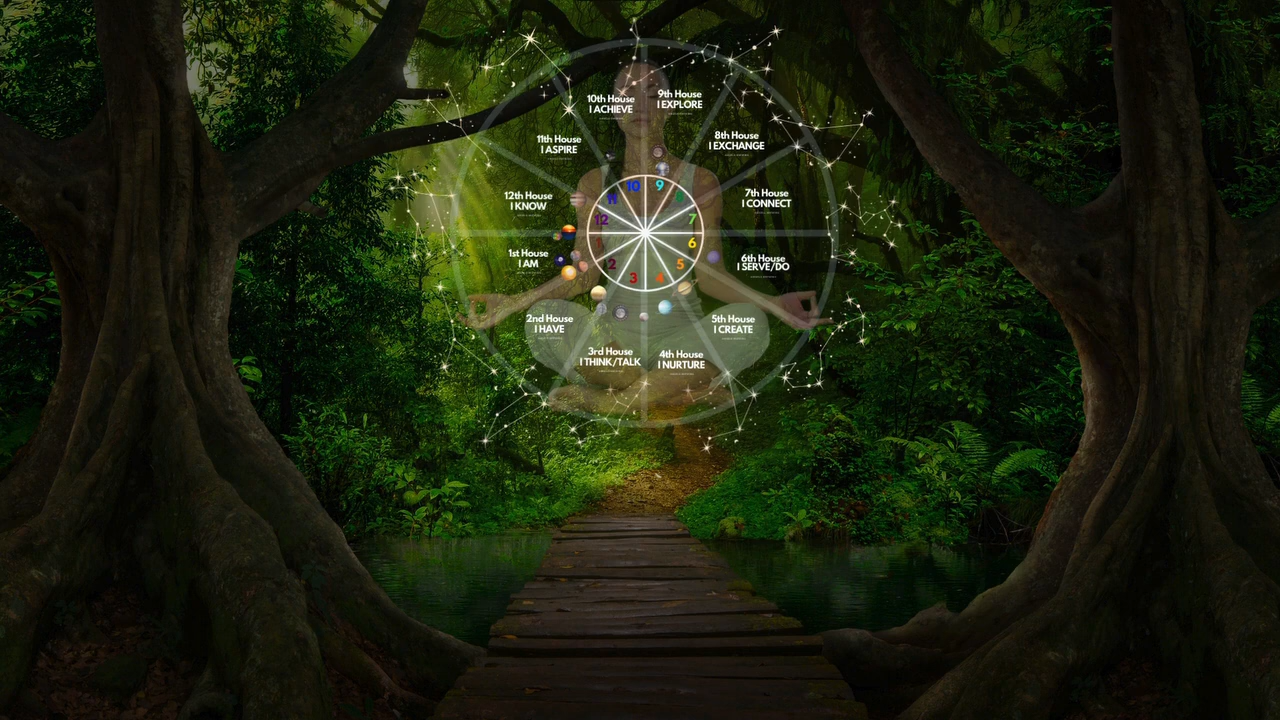 10th House
I ACHIEVE
9th House
I EXPLORE
11th House
I ASPIRE
8th House
I EXCHANGE
12th House
I KNOW
7th House
I CONNECT
1st House
I AM
6th House
I SERVE/DO
2nd House
I HAVE
5th House
I CREATE
3rd House
I THINK/TALK
4th House
I NURTURE
10 9
11 8
12 7
1 6
2 5
3 4